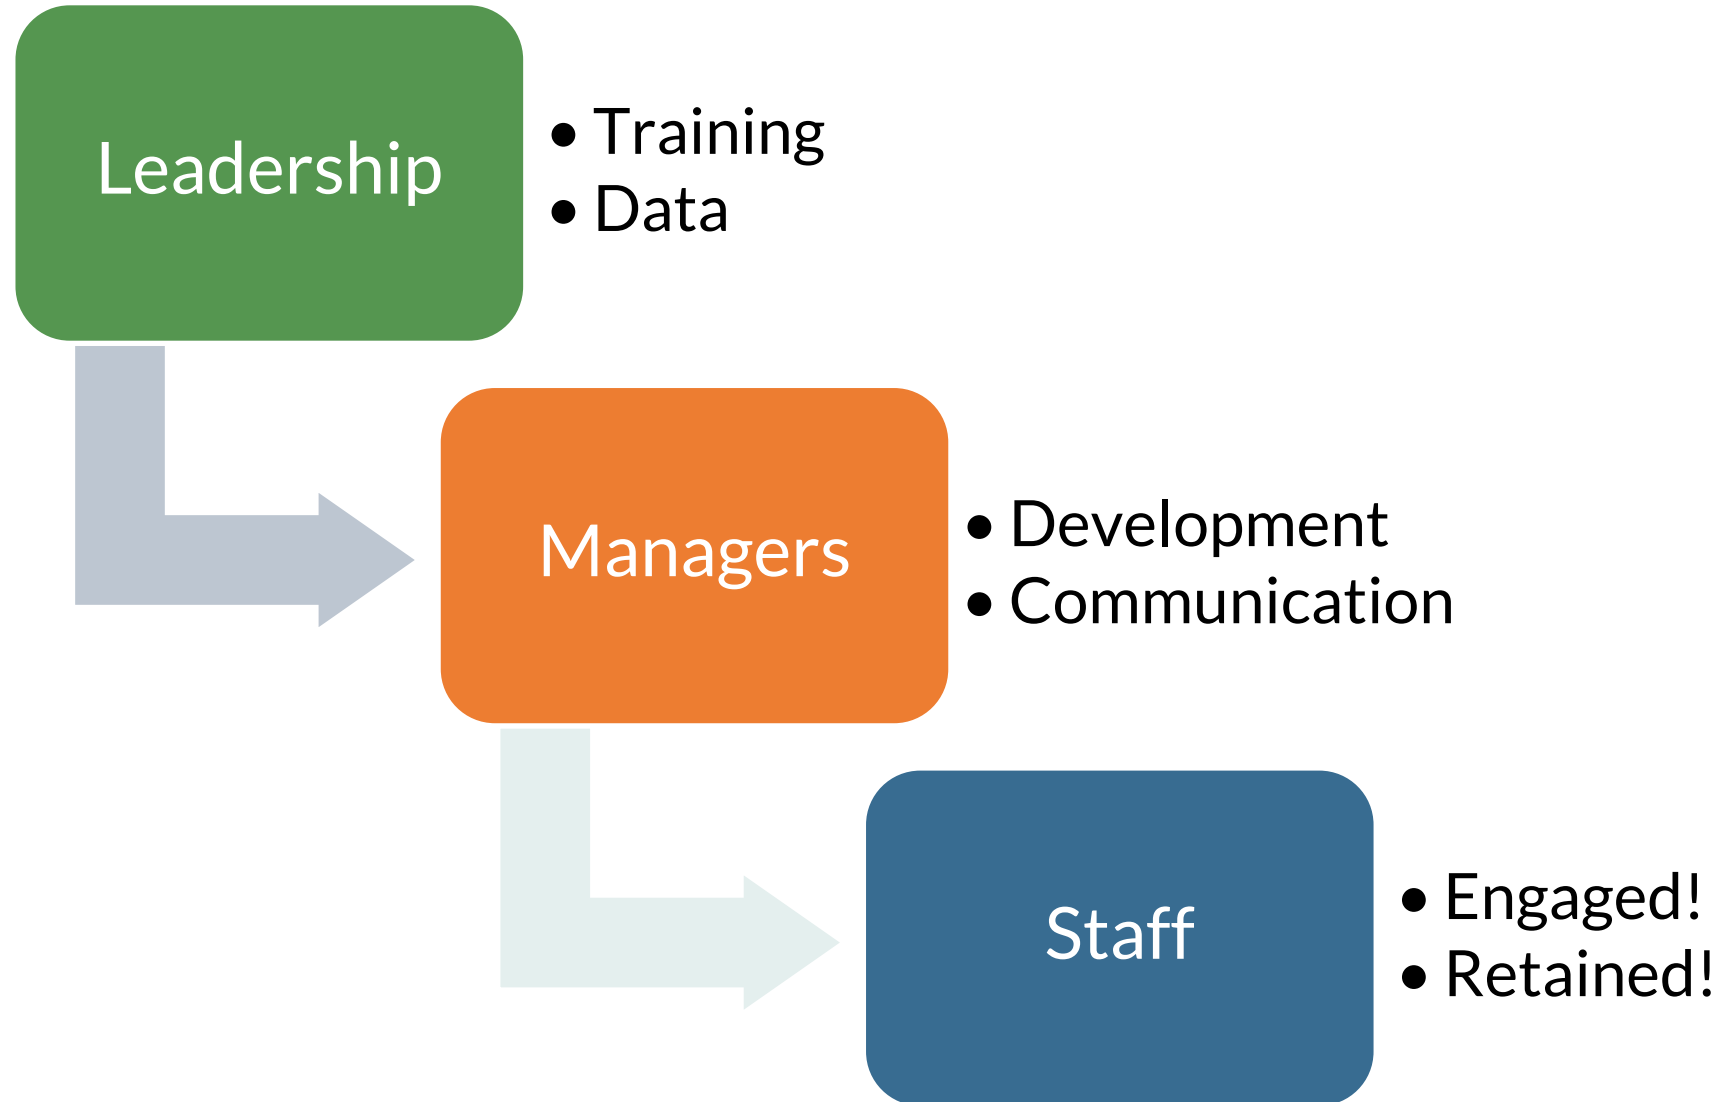 Leadership
• Training
• Data
Managers
• Development
• Communication
Staff
• Engaged!
• Retained!